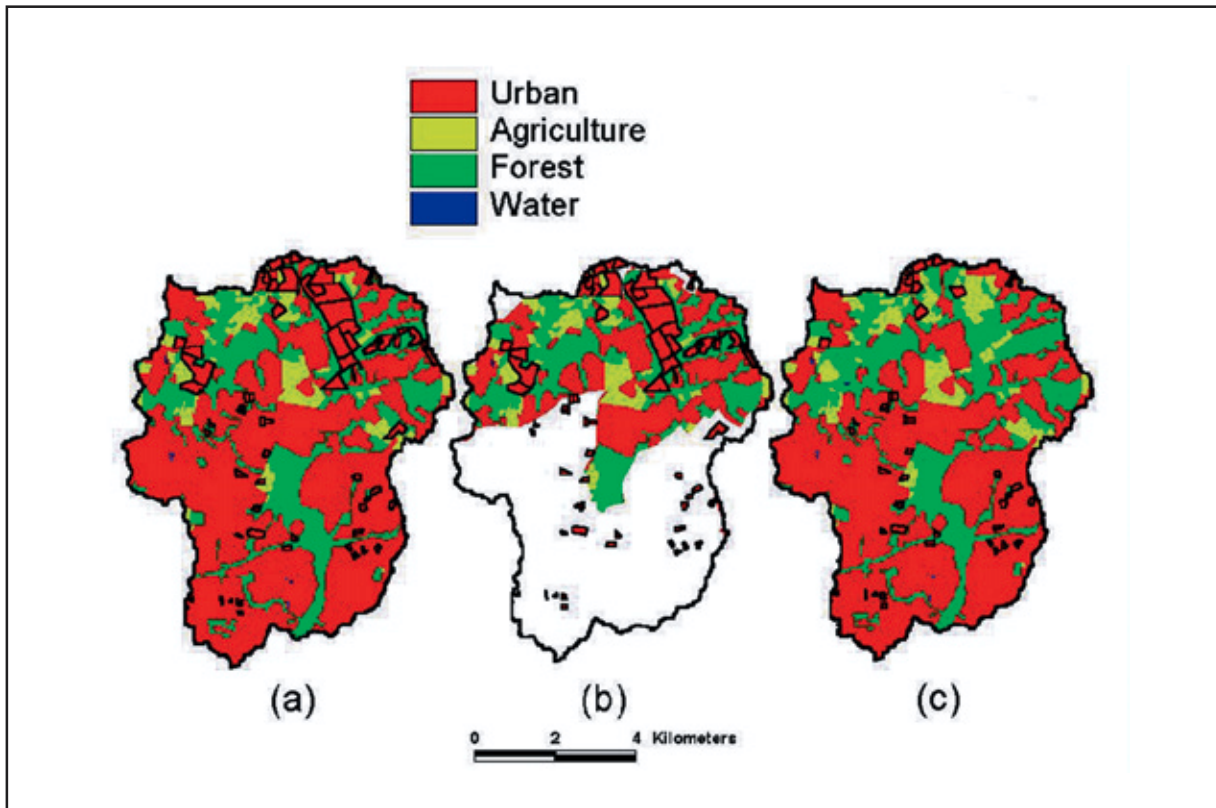 Urban
Agriculture
Forest
Water
(a) (b) (c)
0 2 4 Kilometers